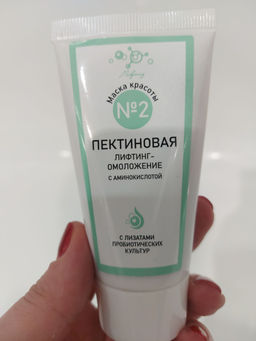 Маска красоты
№2
ПЕКТИНОВАЯ
ЛИФТИНГ-
ОМОЛОЖЕНИЕ
С АМИНОКИСЛОТОЙ
С ЛИЗАТАМИ
ПРОБИОТИЧЕСКИХ
КУЛЬТУР